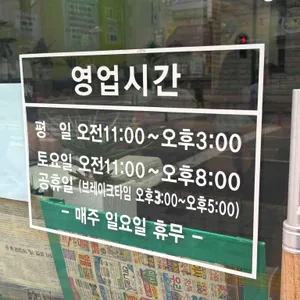 영업시간
평 일 오전11:00~오후3:00
토요일 오전11:00~오후8:00
공휴일 (브레이크타임 오후3:00~오후5:00)
- 매주 일요일 휴무 -